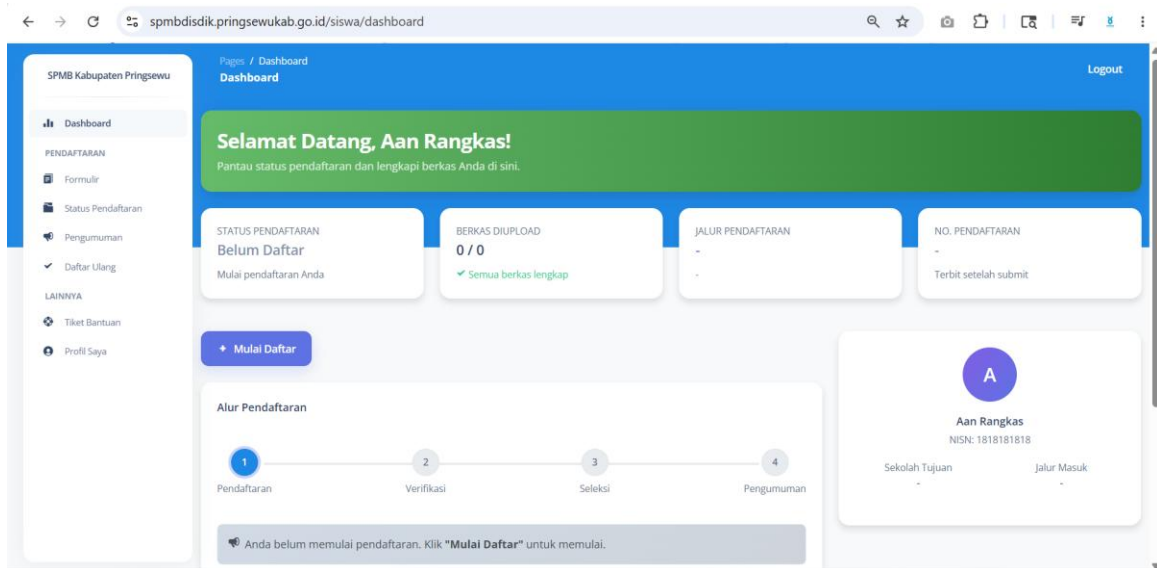 spmbdisdik.pringsewukab.go.id/siswa/dashboard
SPMB Kabupaten Pringsewu
Dashboard
PENDAFTARAN
Formulir
Status Pendaftaran
Pengumuman
Daftar Ulang
LAINNYA
Tiket Bantuan
Profil Saya
Pages / Dashboard
Dashboard
Logout
Selamat Datang, Aan Rangkas!
Pantau status pendaftaran dan lengkapi berkas Anda di sini.
STATUS PENDAFTARAN
Belum Daftar
Mulai pendaftaran Anda
BERKAS DIUPLOAD
0 / 0
Semua berkas lengkap
JALUR PENDAFTARAN
-
-
NO. PENDAFTARAN
-
Terbit setelah submit
+ Mulai Daftar
Alur Pendaftaran
1 2 3 4
Pendaftaran Verifikasi Seleksi Pengumuman
Anda belum memulai pendaftaran. Klik "Mulai Daftar" untuk memulai.
A
Aan Rangkas
NISN: 1818181818
Sekolah Tujuan Jalur Masuk
- -